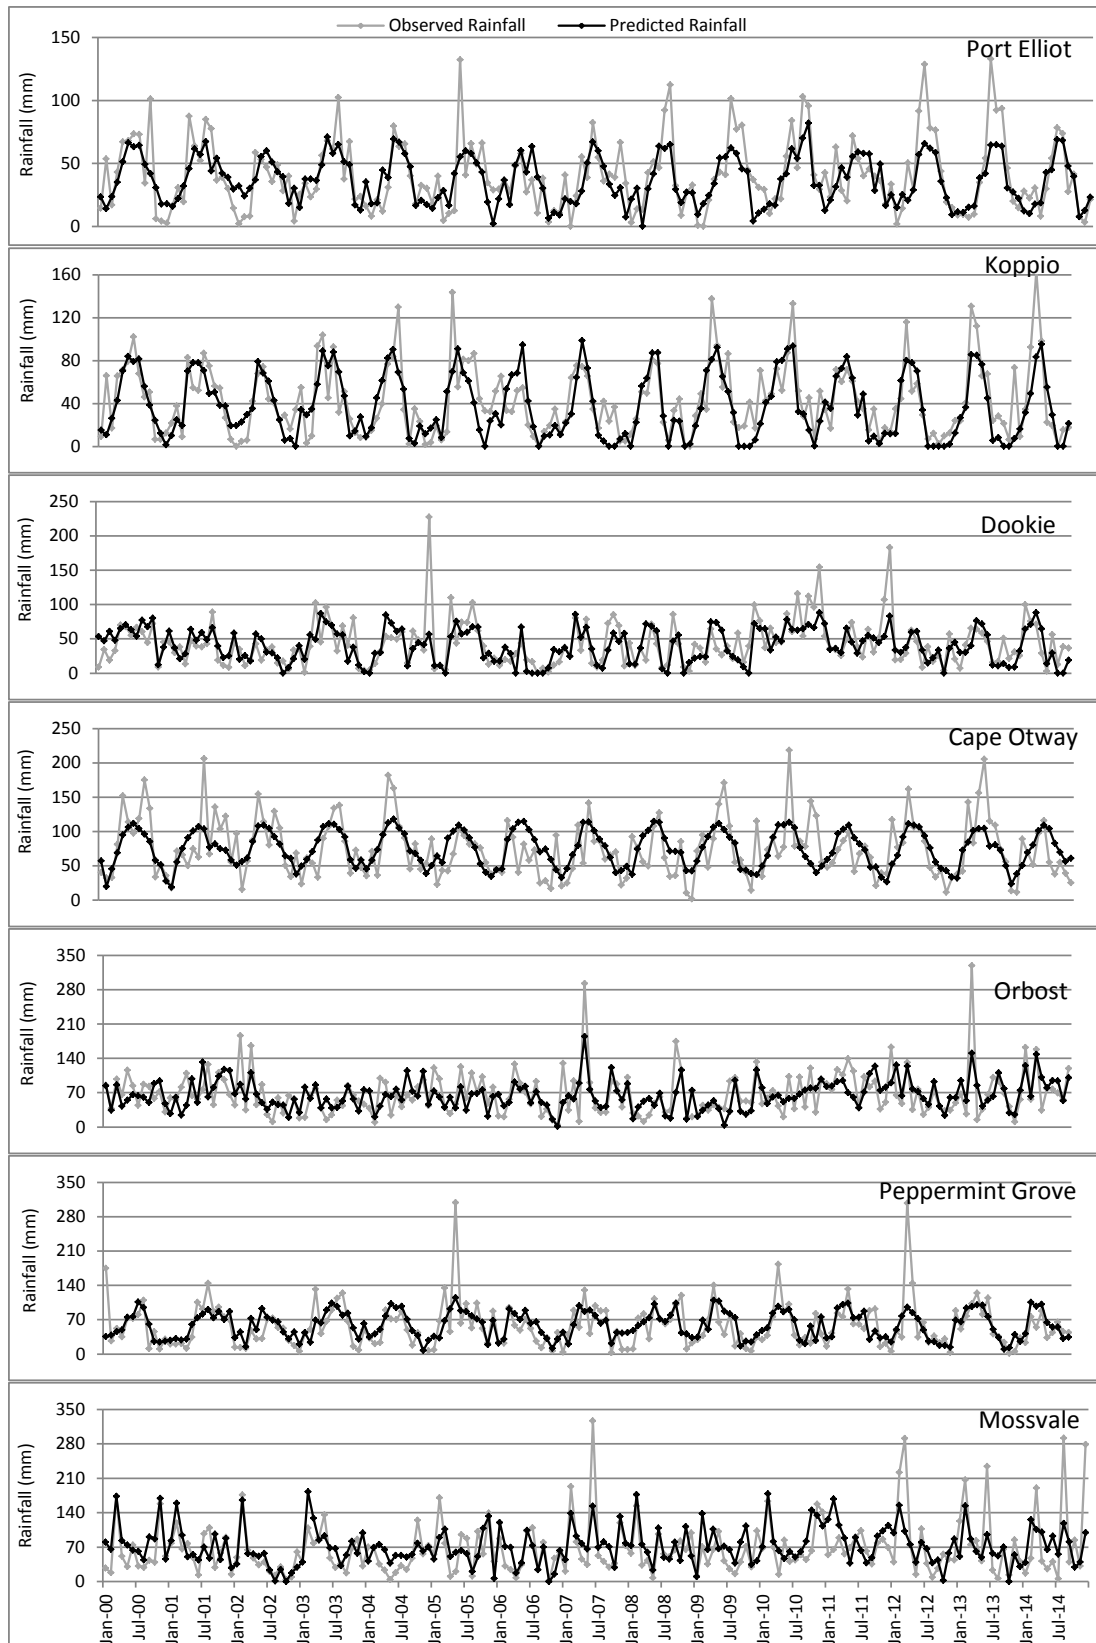 Observed Rainfall Predicted Rainfall
Port Elliot
Rainfall (mm)
150
100
50
0
Koppio
Rainfall (mm)
160
120
80
40
0
Dookie
Rainfall (mm)
250
200
150
100
50
0
Cape Otway
Rainfall (mm)
250
200
150
100
50
0
Orbost
Rainfall (mm)
350
280
210
140
70
0
Peppermint Grove
Rainfall (mm)
350
280
210
140
70
0
Mossvale
Rainfall (mm)
350
280
210
140
70
0
Jan-00
Jul-00
Jan-01
Jul-01
Jan-02
Jul-02
Jan-03
Jul-03
Jan-04
Jul-04
Jan-05
Jul-05
Jan-06
Jul-06
Jan-07
Jul-07
Jan-08
Jul-08
Jan-09
Jul-09
Jan-10
Jul-10
Jan-11
Jul-11
Jan-12
Jul-12
Jan-13
Jul-13
Jan-14
Jul-14